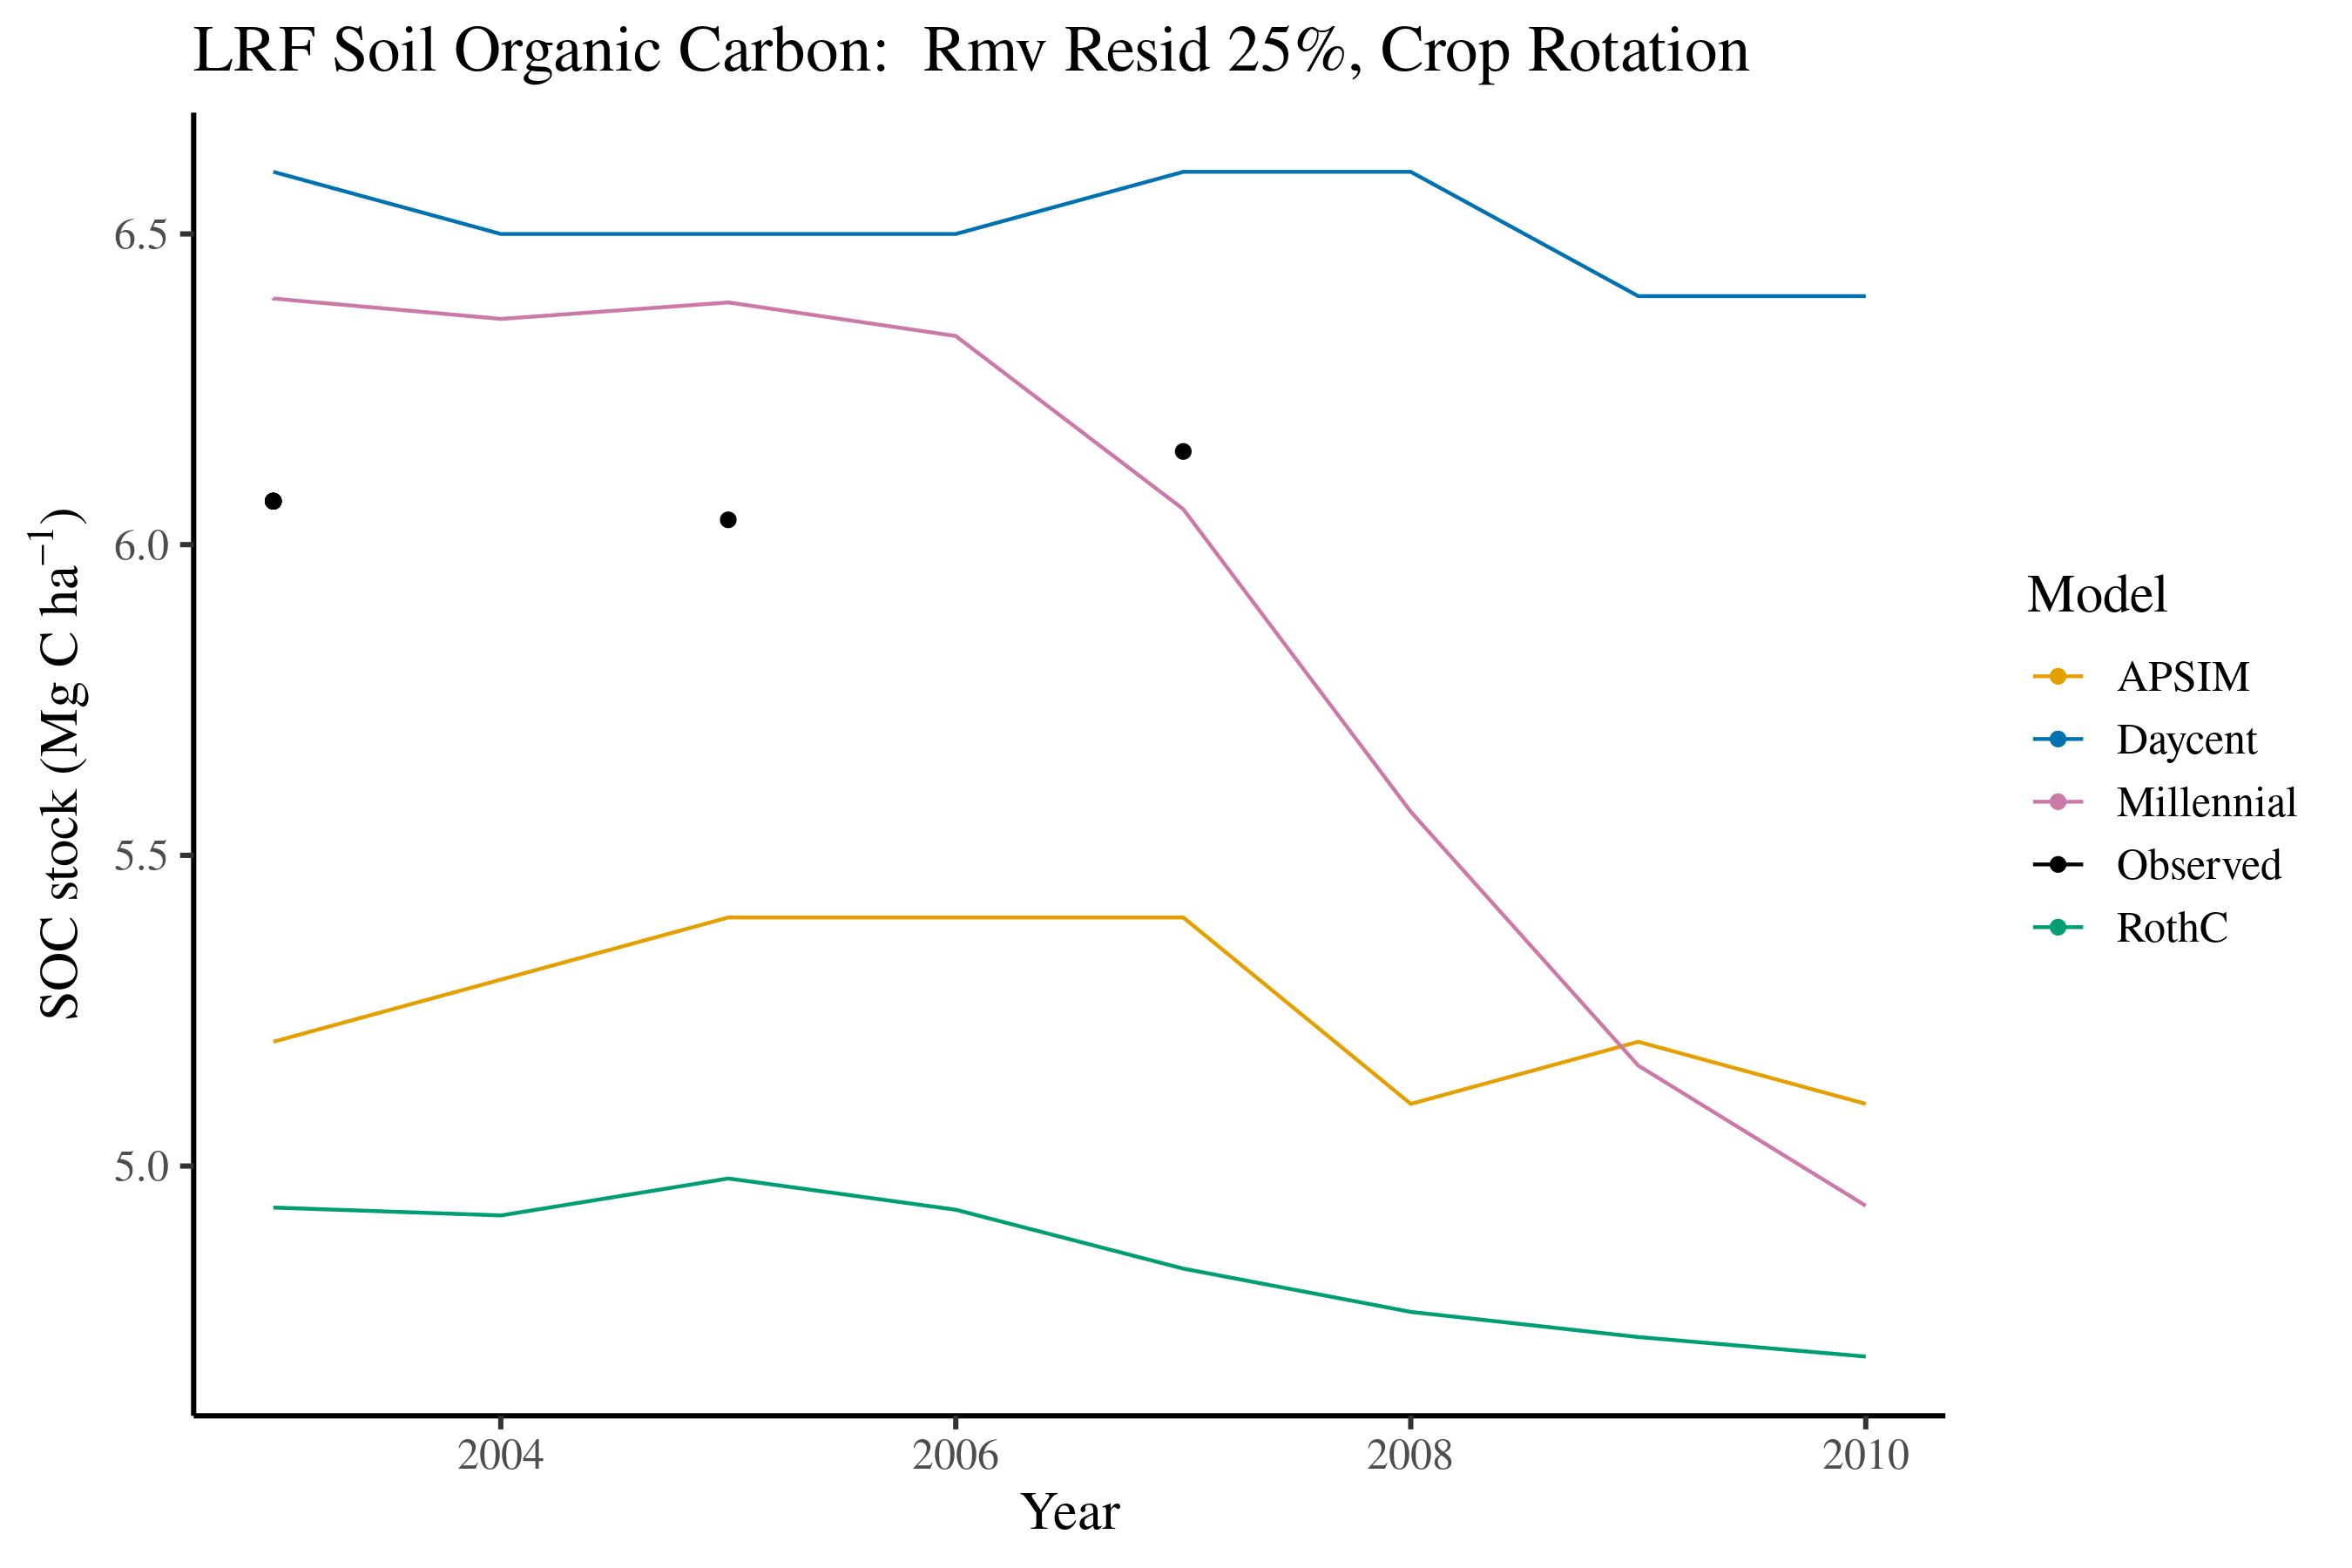 LRF Soil Organic Carbon:  Rmv Resid 25%, Crop Rotation
SOC stock (Mg C ha⁻¹)
6.5
6.0
5.5
5.0
2004 2006 2008 2010
Year
Model
APSIM
Daycent
Millennial
Observed
RothC